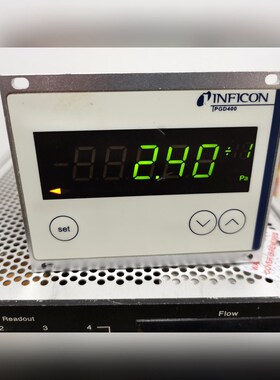 INFICON
PGD400
2.40 ÷ 1
Pa
set
Readout
Flow
2 3 4